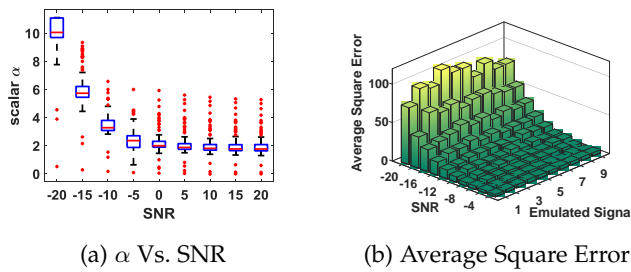 12
10
8
6
4
2
0
scalar α
-20 -15 -10 -5 0 5 10 15 20
SNR
(a) α Vs. SNR
Average Square Error
100
50
0
-20
-16
-12
-8
-4
SNR
1
3
5
7
9
Emulated Signa
(b) Average Square Error